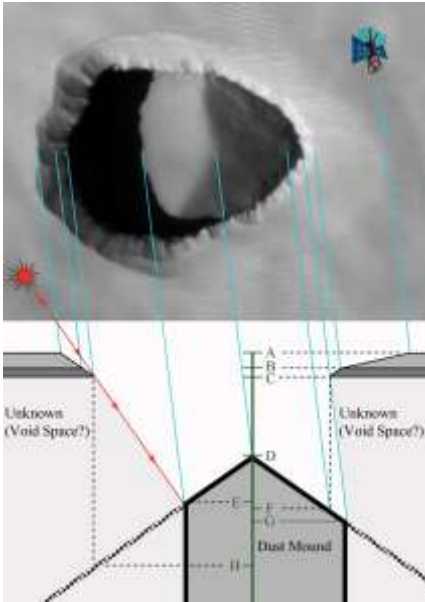 A
B
C
Unknown
(Void Space?)
Unknown
(Void Space?)
D
E
F
G
Dust Mound
H